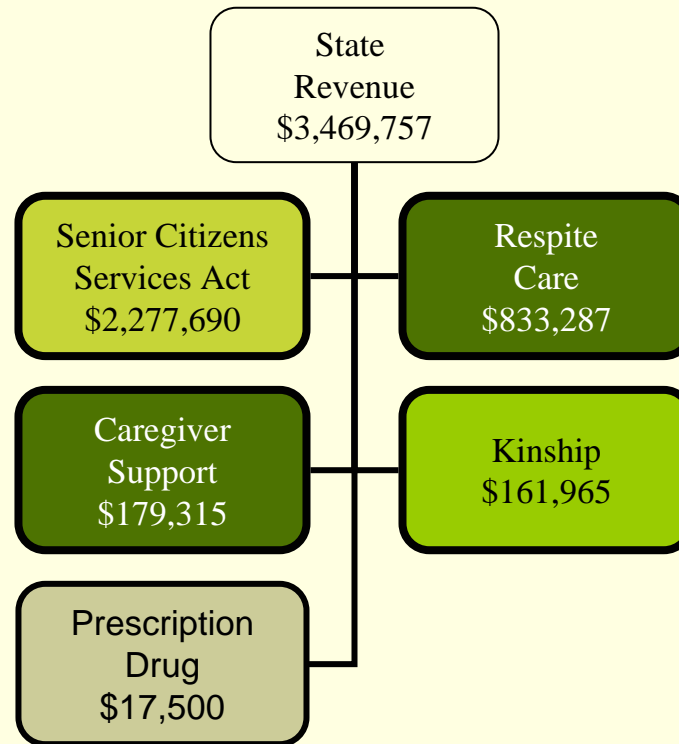 State
Revenue
$3,469,757
Senior Citizens
Services Act
$2,277,690
Respite
Care
$833,287
Caregiver
Support
$179,315
Kinship
$161,965
Prescription
Drug
$17,500